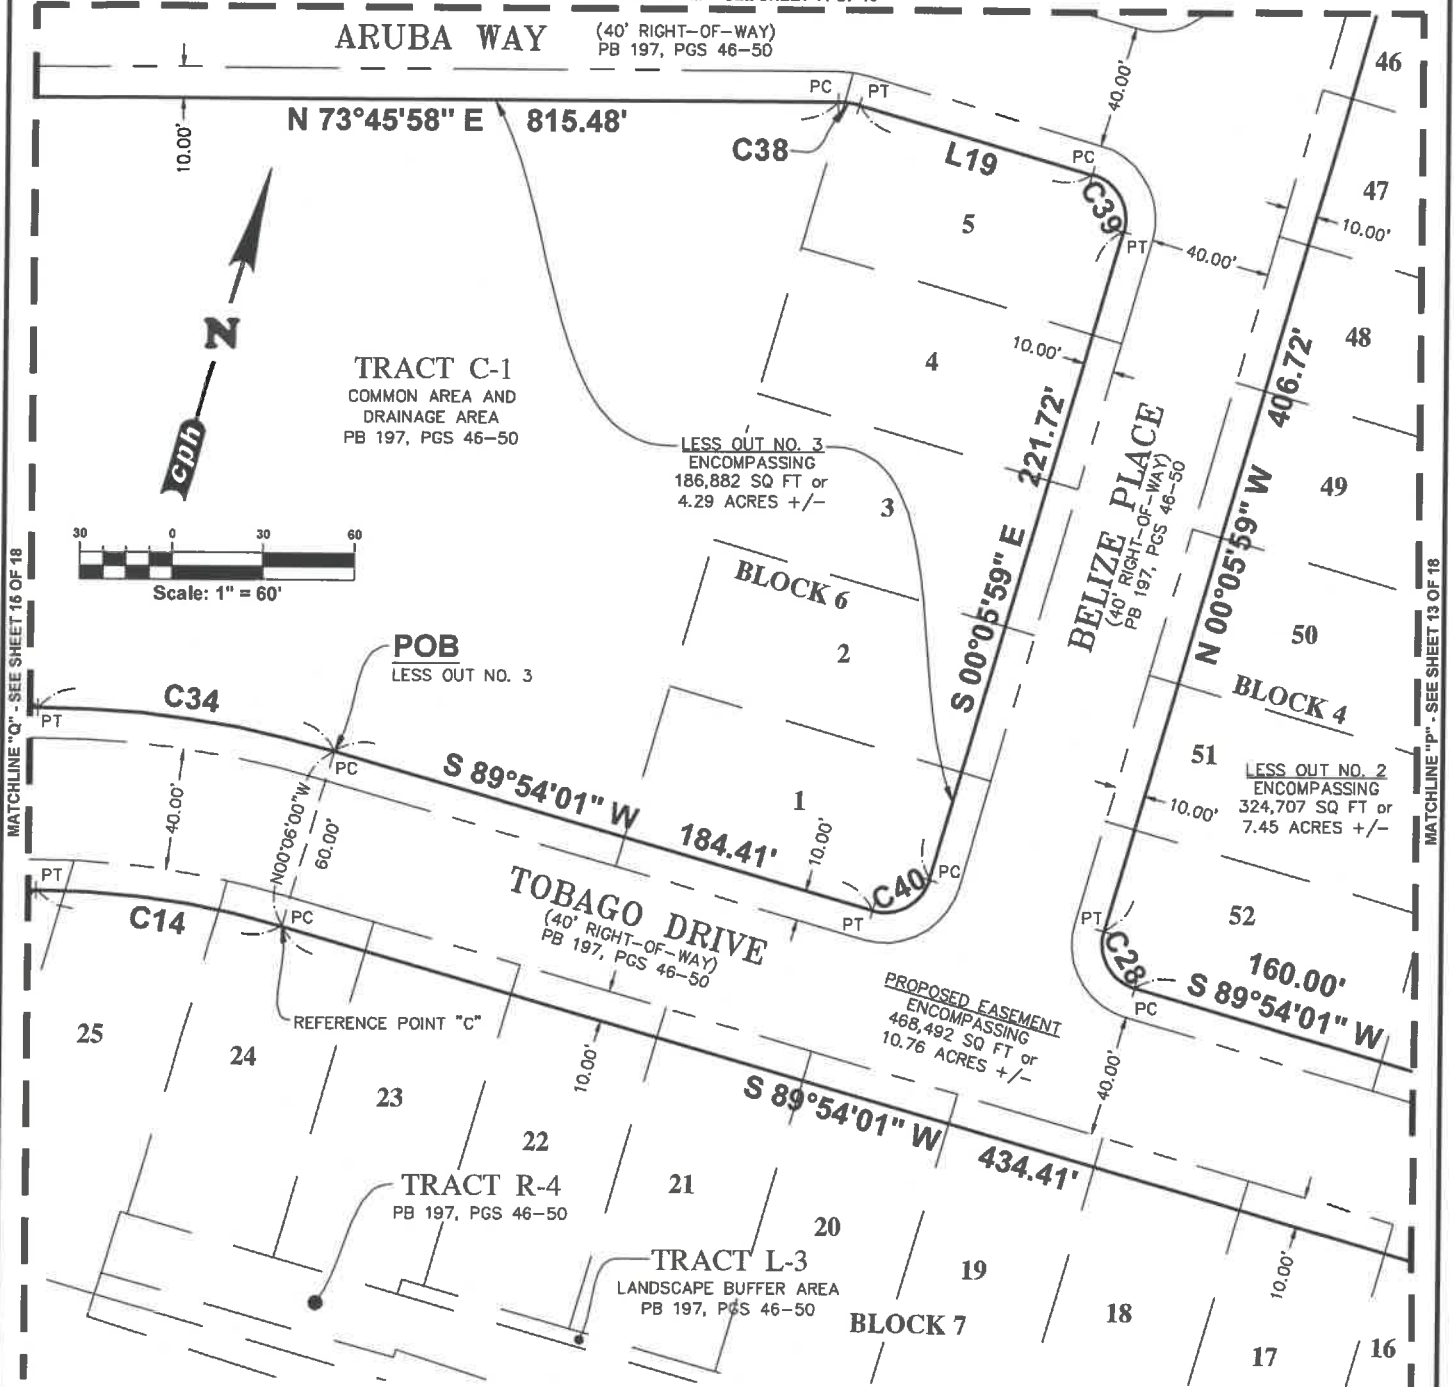 ARUBA WAY
(40' RIGHT-OF-WAY)
PB 197, PGS 46-50
46
PC
PT
40.00'
10.00'
N 73°45'58" E 815.48'
C38
L19
PC
C39
PT
47
10.00'
5
40.00'
N
cph
TRACT C-1
COMMON AREA AND
DRAINAGE AREA
PB 197, PGS 46-50
10.00'
4
48
406.72'
221.72'
BELIZE PLACE
(40' RIGHT-OF-WAY)
PB 197, PGS 46-50
LESS OUT NO. 3
ENCOMPASSING
186,882 SQ FT or
4.29 ACRES +/-
3
49
30 0 30 60
Scale: 1" = 60'
BLOCK 6
S 00°05'59" E
N 00°05'59" W
MATCHLINE "Q" - SEE SHEET 16 OF 18
MATCHLINE "P" - SEE SHEET 13 OF 18
POB
LESS OUT NO. 3
2
50
BLOCK 4
C34
PT
PC
S 89°54'01" W
184.41'
1
10.00'
51
LESS OUT NO. 2
ENCOMPASSING
324,707 SQ FT or
7.45 ACRES +/-
10.00'
40.00'
N00°06'00"W
60.00'
PT
C14
PC
TOBAGO DRIVE
(40' RIGHT-OF-WAY)
PB 197, PGS 46-50
C40
PC
PT
PT
C28
PC
52
160.00'
S 89°54'01" W
PROPOSED EASEMENT
ENCOMPASSING
468,492 SQ FT or
10.76 ACRES +/-
REFERENCE POINT "C"
25
24
23
22
10.00'
40.00'
S 89°54'01" W
434.41'
TRACT R-4
PB 197, PGS 46-50
21
20
TRACT L-3
LANDSCAPE BUFFER AREA
PB 197, PGS 46-50
19
BLOCK 7
18
10.00'
17
16